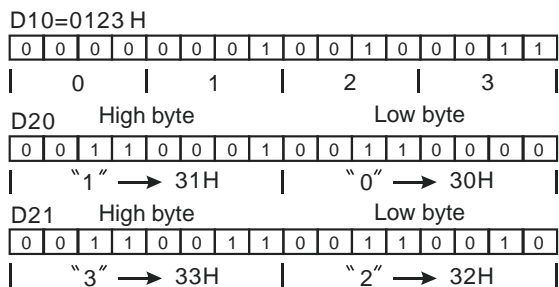 D10=0123 H
0 0 0 0 0 0 0 1 0 0 1 0 0 0 1 1
0 1 2 3
D20 High byte Low byte
0 0 1 1 0 0 0 1 0 0 1 1 0 0 0 0
"1" → 31H "0" → 30H
D21 High byte Low byte
0 0 1 1 0 0 1 1 0 0 1 1 0 0 1 0
"3" → 33H "2" → 32H